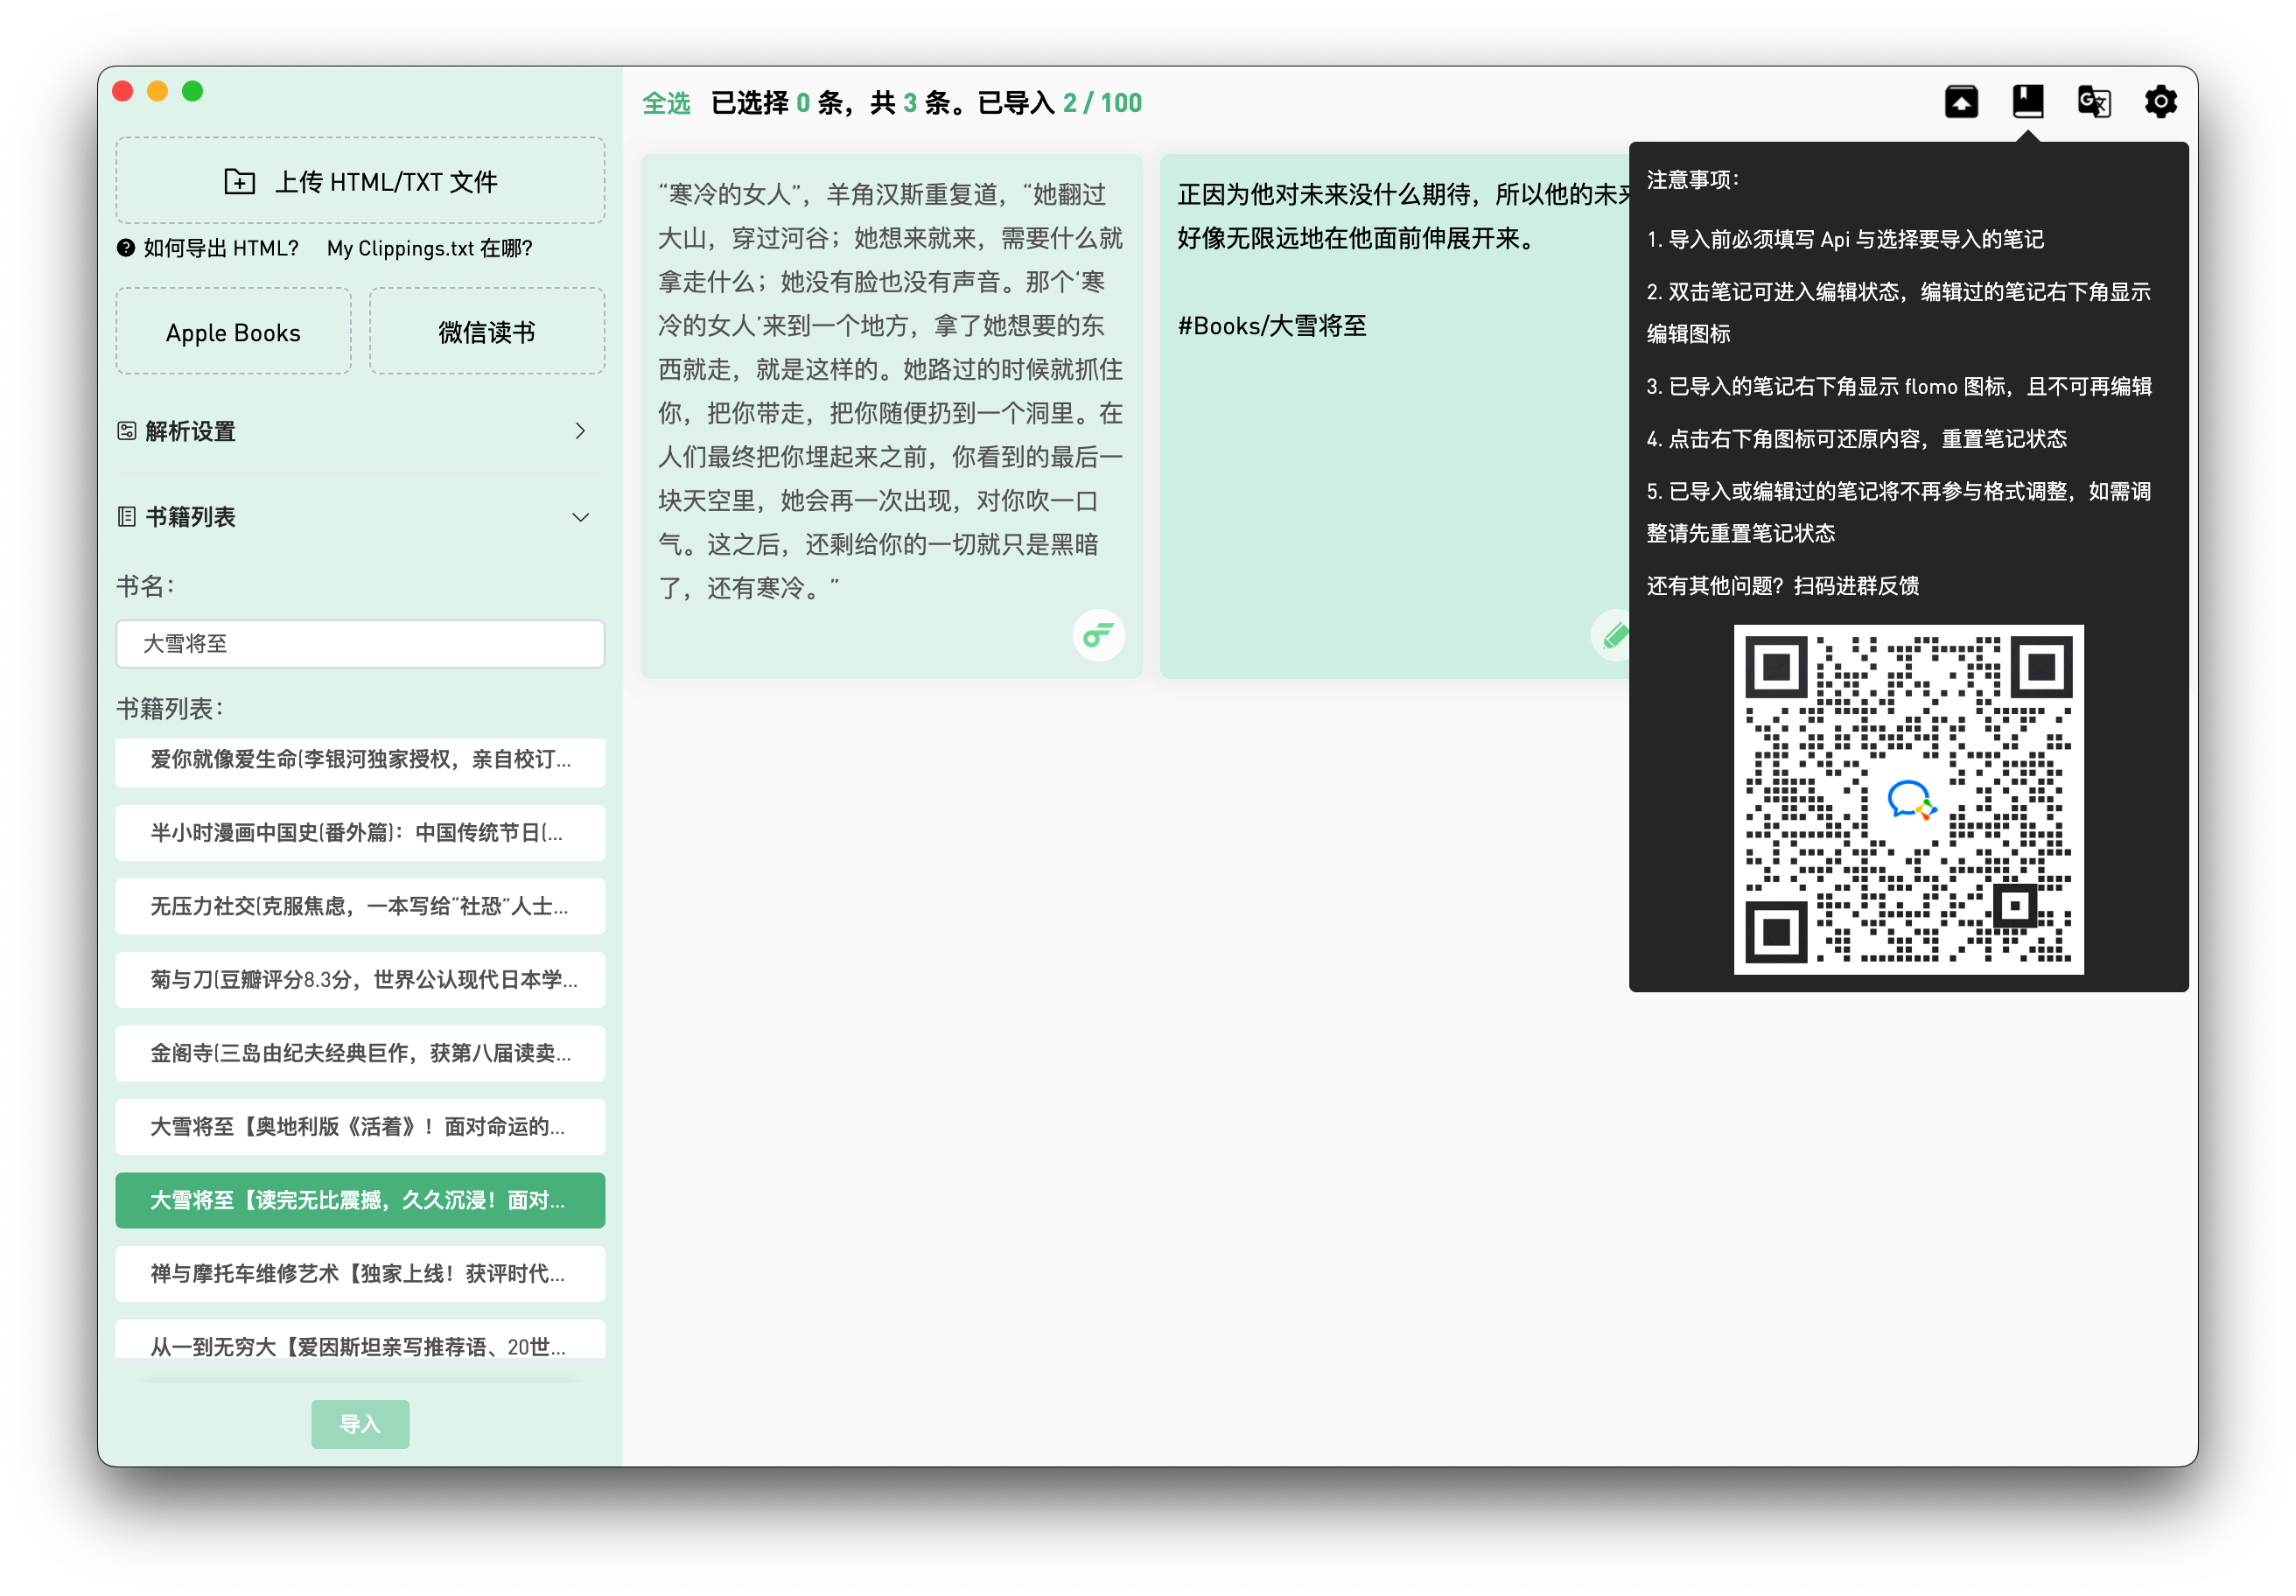 全选 已选择 0 条，共 3 条。已导入 2 / 100
上传 HTML/TXT 文件
如何导出 HTML? My Clippings.txt 在哪?
Apple Books
微信读书
解析设置
书籍列表
书名：
大雪将至
书籍列表：
爱你就像爱生命(李银河独家授权，亲自校订...
半小时漫画中国史(番外篇)：中国传统节日(...
无压力社交(克服焦虑，一本写给“社恐”人士...
菊与刀(豆瓣评分8.3分，世界公认现代日本学...
金阁寺(三岛由纪夫经典巨作，获第八届读卖...
大雪将至【奥地利版《活着》！面对命运的...
大雪将至【读完无比震撼，久久沉浸！面对...
禅与摩托车维修艺术【独家上线！获评时代...
从一到无穷大【爱因斯坦亲写推荐语、20世...
导入
“寒冷的女人”，羊角汉斯重复道，“她翻过
大山，穿过河谷；她想来就来，需要什么就
拿走什么；她没有脸也没有声音。那个‘寒
冷的女人’来到一个地方，拿了她想要的东
西就走，就是这样的。她路过的时候就抓住
你，把你带走，把你随便扔到一个洞里。在
人们最终把你埋起来之前，你看到的最后一
块天空里，她会再一次出现，对你吹一口
气。这之后，还剩给你的一切就只是黑暗
了，还有寒冷。”
正因为他对未来没什么期待，所以他的未来
好像无限远地在他面前伸展开来。
#Books/大雪将至
注意事项：
1. 导入前必须填写 Api 与选择要导入的笔记
2. 双击笔记可进入编辑状态，编辑过的笔记右下角显示
编辑图标
3. 已导入的笔记右下角显示 flomo 图标，且不可再编辑
4. 点击右下角图标可还原内容，重置笔记状态
5. 已导入或编辑过的笔记将不再参与格式调整，如需调
整请先重置笔记状态
还有其他问题？扫码进群反馈